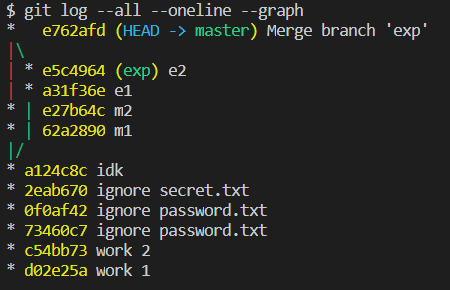 $ git log --all --oneline --graph
*   e762afd (HEAD -> master) Merge branch 'exp'
|\
| * e5c4964 (exp) e2
| * a31f36e e1
* | e27b64c m2
* | 62a2890 m1
|/
* a124c8c idk
* 2eab670 ignore secret.txt
* 0f0af42 ignore password.txt
* 73460c7 ignore password.txt
* c54bb73 work 2
* d02e25a work 1